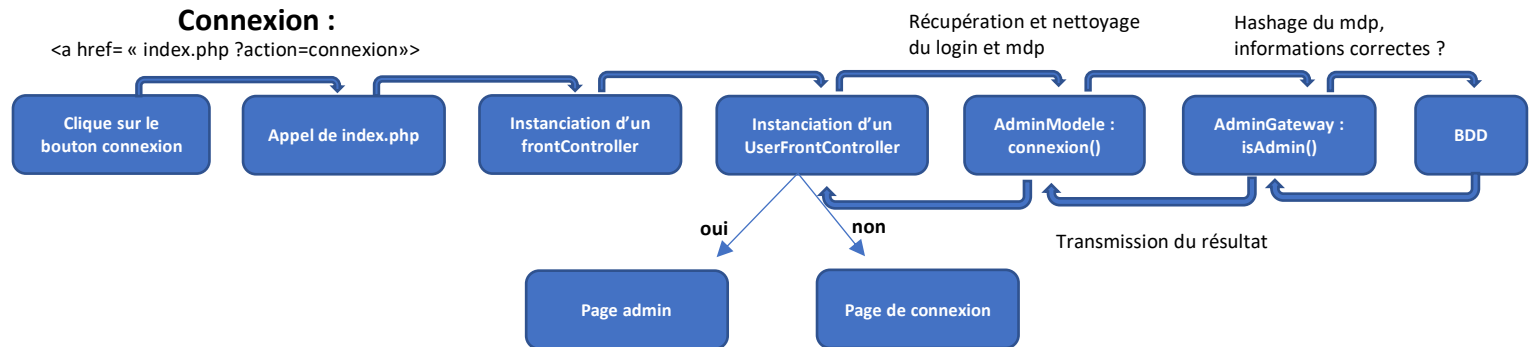 Connexion :
<a href= « index.php ?action=connexion»>
Récupération et nettoyage
du login et mdp
Hashage du mdp,
informations correctes ?
Clique sur le
bouton connexion
Appel de index.php
Instanciation d’un
frontController
Instanciation d’un
UserFrontController
AdminModele :
connexion()
AdminGateway :
isAdmin()
BDD
oui
non
Transmission du résultat
Page admin
Page de connexion